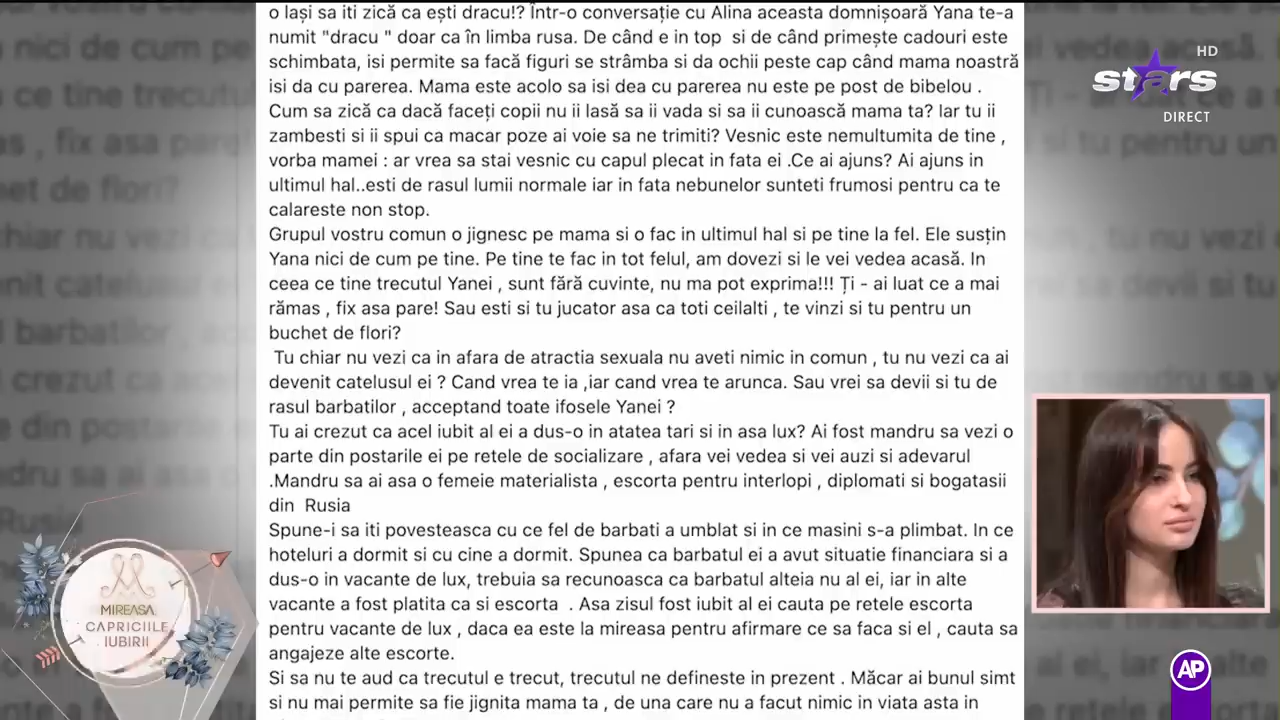 o Iași sa iti zică ca ești dracu!? Într-o conversație cu Alina aceasta domnișoară Yana te-a
numit "dracu " doar ca în limba rusa. De când e in top  si de când primește cadouri este
schimbata, isi permite sa facă figuri se strâmba si da ochii peste cap când mama noastră
isi da cu parerea. Mama este acolo sa isi dea cu parerea nu este pe post de bibelou .
Cum sa zică ca dacă faceți copii nu ii lasă sa ii vada si sa ii cunoască mama ta? Iar tu ii
zambesti si ii spui ca macar poze ai voie sa ne trimiti? Vesnic este nemultumita de tine ,
vorba mamei : ar vrea sa stai vesnic cu capul plecat in fata ei .Ce ai ajuns? Ai ajuns in
ultimul hal..esti de rasul lumii normale iar in fata nebunelor sunteti frumosi pentru ca te
calareste non stop.
Grupul vostru comun o jignesc pe mama si o fac in ultimul hal si pe tine la fel. Ele susțin
Yana nici de cum pe tine. Pe tine te fac in tot felul, am dovezi si le vei vedea acasă. In
ceea ce tine trecutul Yanei , sunt fără cuvinte, nu ma pot exprima!!! Ți - ai luat ce a mai
rămas , fix asa pare! Sau esti si tu jucator asa ca toti ceilalti , te vinzi si tu pentru un
buchet de flori?
Tu chiar nu vezi ca in afara de atractia sexuala nu aveti nimic in comun , tu nu vezi ca ai
devenit catelusul ei ? Cand vrea te ia ,iar cand vrea te arunca. Sau vrei sa devii si tu de
rasul barbatilor , acceptand toate ifosele Yanei ?
Tu ai crezut ca acel iubit al ei a dus-o in atatea tari si in asa lux? Ai fost mandru sa vezi o
parte din postarile ei pe retele de socializare , afara vei vedea si vei auzi si adevarul
.Mandru sa ai asa o femeie materialista , escorta pentru interlopi , diplomati si bogatasii
din  Rusia
Spune-i sa iti povesteasca cu ce fel de barbati a umblat si in ce masini s-a plimbat. In ce
hoteluri a dormit si cu cine a dormit. Spunea ca barbatul ei a avut situatie financiara si a
dus-o in vacante de lux, trebuia sa recunoasca ca barbatul alteia nu al ei, iar in alte
vacante a fost platita ca si escorta  . Asa zisul fost iubit al ei cauta pe retele escorta
pentru vacante de lux , daca ea este la mireasa pentru afirmare ce sa faca si el , cauta sa
angajeze alte escorte.
Si sa nu te aud ca trecutul e trecut, trecutul ne defineste in prezent . Măcar ai bunul simt
si nu mai permite sa fie jignita mama ta , de una care nu a facut nimic in viata asta in
HD
stars
DIRECT
MIREASA
CAPRICIILE
IUBIRII
AP